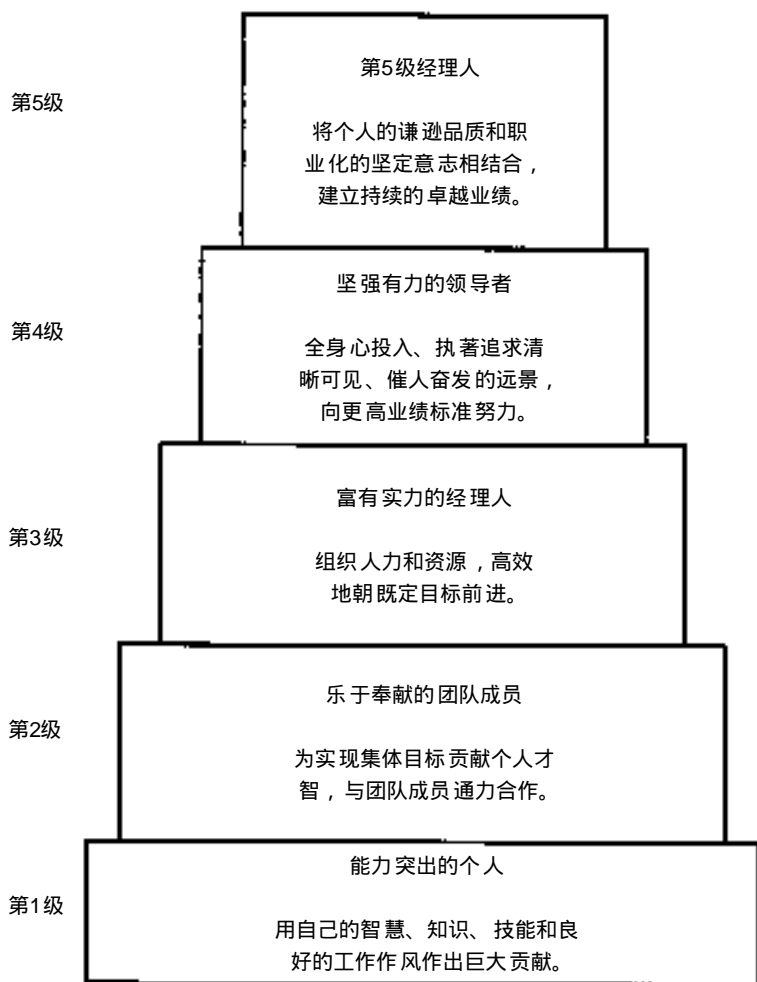 第5级
第5级经理人
将个人的谦逊品质和职
业化的坚定意志相结合，
建立持续的卓越业绩。
第4级
坚强有力的领导者
全身心投入、执著追求清
晰可见、催人奋发的远景，
向更高业绩标准努力。
第3级
富有实力的经理人
组织人力和资源，高效
地朝既定目标前进。
第2级
乐于奉献的团队成员
为实现集体目标贡献个人才
智，与团队成员通力合作。
第1级
能力突出的个人
用自己的智慧、知识、技能和良
好的工作作风作出巨大贡献。